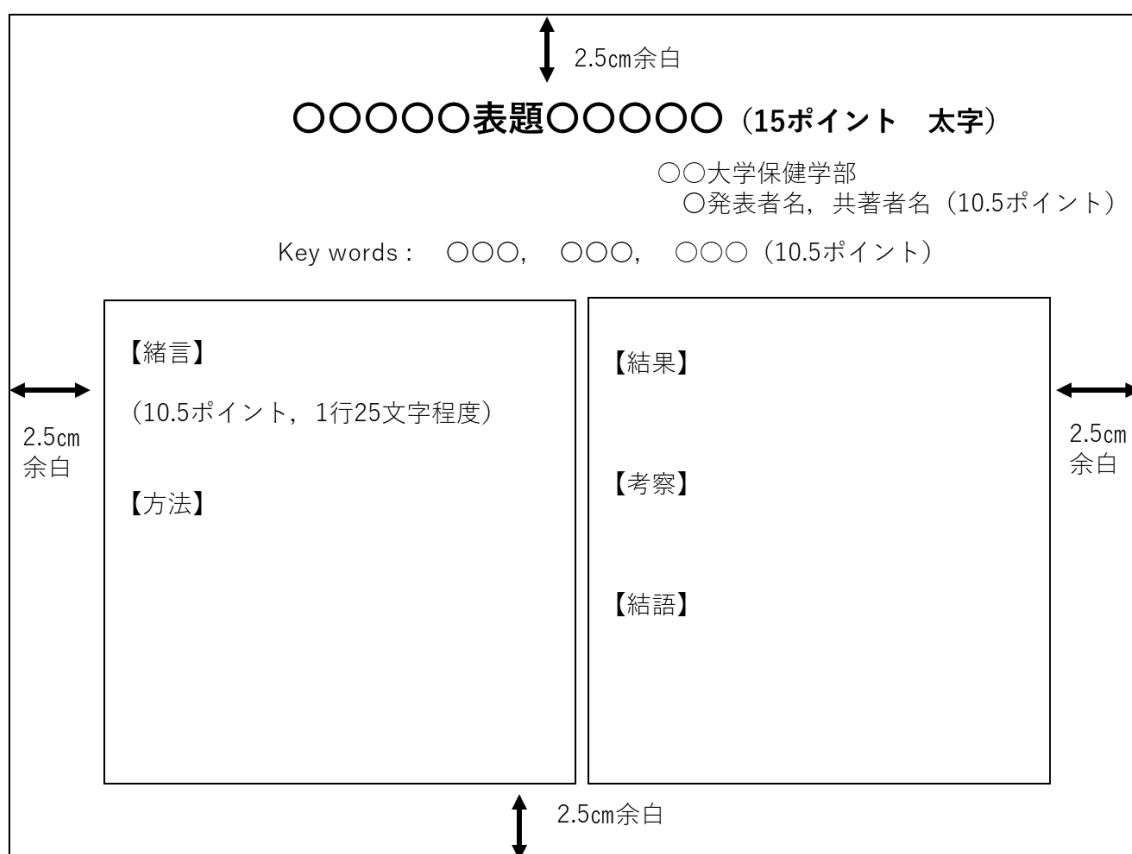 2.5㎝余白
〇〇〇〇〇表題〇〇〇〇〇（15ポイント　太字）
○○大学保健学部
〇発表者名，共著者名（10.5ポイント）
Key words：　〇〇〇，　〇〇〇，　○○○（10.5ポイント）
【緒言】
（10.5ポイント，1行25文字程度）
【方法】
【結果】
【考察】
【結語】
2.5㎝
余白
2.5㎝
余白
2.5㎝余白